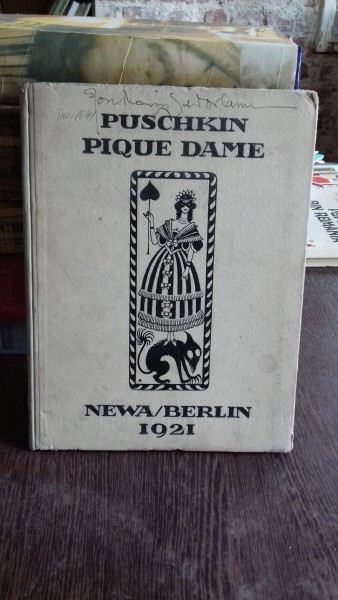 PUSCHKIN
PIQUE DAME
NEWA/BERLIN
1921